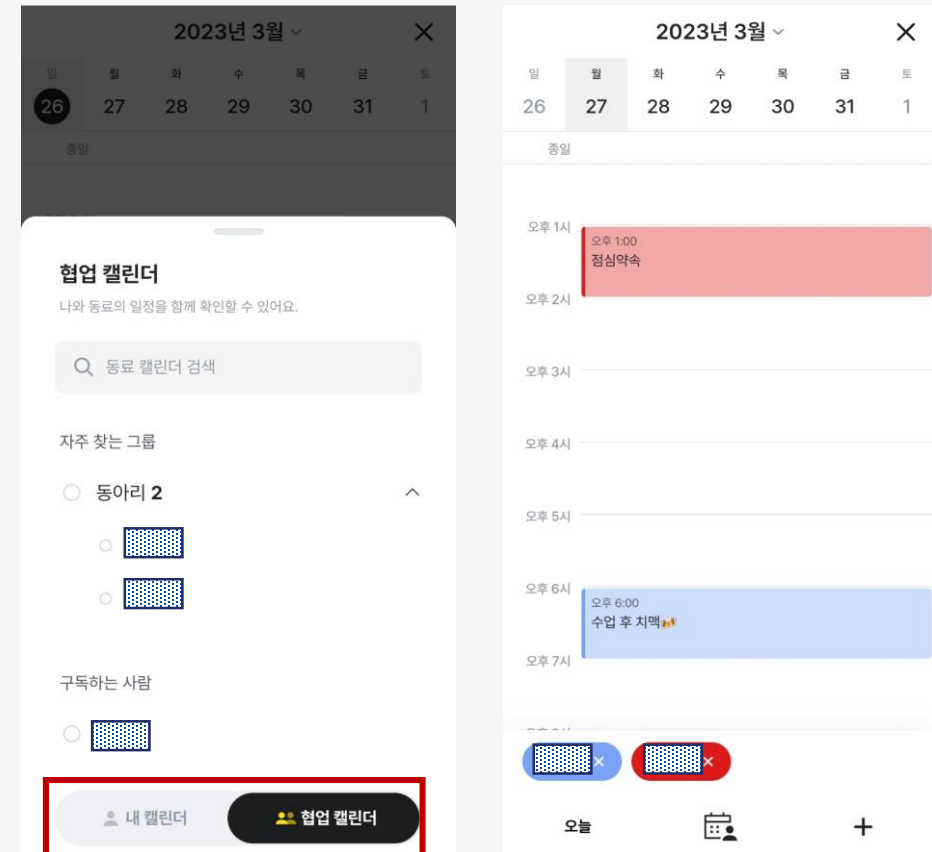 2023년 3월
일 월 화 수 목 금 토
26 27 28 29 30 31 1
종일
협업 캘린더
나와 동료의 일정을 함께 확인할 수 있어요.
동료 캘린더 검색
자주 찾는 그룹
동아리 2
구독하는 사람
내 캘린더
협업 캘린더
2023년 3월
일 월 화 수 목 금 토
26 27 28 29 30 31 1
종일
오후 1시
오후 1:00
점심약속
오후 2시
오후 3시
오후 4시
오후 5시
오후 6시
오후 6:00
수업 후 치맥🍻
오후 7시
오늘